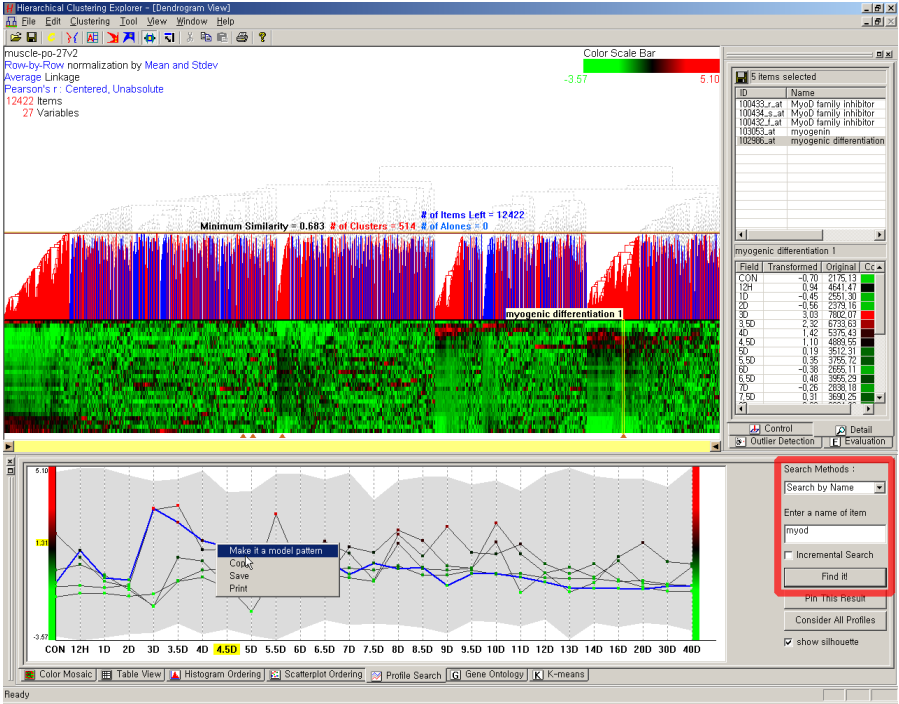 Hierarchical Clustering Explorer - [Dendrogram View]
File Edit Clustering Tool View Window Help
muscle-po-27v2
Row-by-Row normalization by Mean and Stdev
Average Linkage
Pearson's r : Centered, Unabsolute
12422 Items
27 Variables
Color Scale Bar
-3.57 5.10
# of Items Left = 12422
Minimum Similarity = 0.683 # of Clusters = 514 # of Alones = 0
myogenic differentiation 1
5 items selected
ID Name
100433_r_at MyoD family inhibitor
100434_s_at MyoD family inhibitor
100432_f_at MyoD family inhibitor
103053_at myogenin
102986_at myogenic differentiation
myogenic differentiation 1
Field Transformed Original Cc
CON -0,70 2175,13
12H 0,94 4641,47
1D -0,45 2551,30
2D -0,56 2379,16
3D 3,03 7802,07
3,5D 2,32 6733,63
4D 1,42 5375,43
4,5D 1,10 4889,55
5D 0,19 3512,31
5,5D 0,35 3755,72
6D -0,38 2655,11
6,5D 0,48 3955,29
7D -0,26 2838,18
7,5D 0,31 3690,25
Control Detail
Outlier Detection Evaluation
5.10
1.31
-3.57
CON 12H 1D 2D 3D 3.5D 4D 4.5D 5D 5.5D 6D 6.5D 7D 7.5D 8D 8.5D 9D 9.5D 10D 11D 12D 13D 14D 16D 20D 30D 40D
Make it a model pattern
Copy
Save
Print
Search Methods :
Search by Name
Enter a name of item
myod
Incremental Search
Find it!
Pin This Result
Consider All Profiles
show silhouette
Color Mosaic Table View Histogram Ordering Scatterplot Ordering Profile Search Gene Ontology K-means
Ready